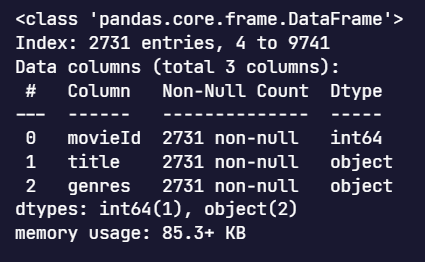 <class 'pandas.core.frame.DataFrame'>
Index: 2731 entries, 4 to 9741
Data columns (total 3 columns):
 #   Column   Non-Null Count  Dtype
---  ------   --------------  -----
 0   movieId  2731 non-null   int64
 1   title    2731 non-null   object
 2   genres   2731 non-null   object
dtypes: int64(1), object(2)
memory usage: 85.3+ KB